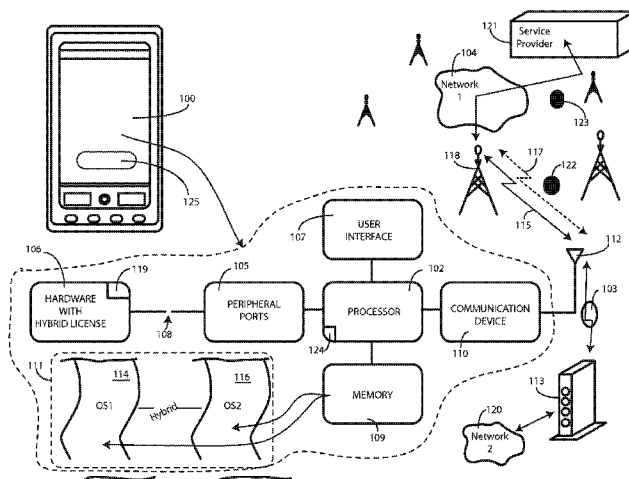 121
Service
Provider
104
Network
1
100
123
118
117
122
125
107
USER
INTERFACE
115
112
106
119
105
102
103
HARDWARE
WITH
HYBRID LICENSE
PERIPHERAL
PORTS
PROCESSOR
COMMUNICATION
DEVICE
108
124
110
111
114
116
113
OS1
Hybrid
OS2
MEMORY
109
120
Network
2